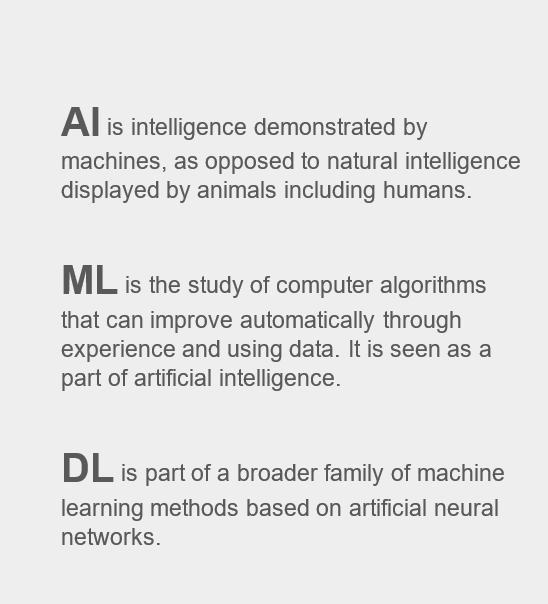 AI is intelligence demonstrated by
machines, as opposed to natural intelligence
displayed by animals including humans.
ML is the study of computer algorithms
that can improve automatically through
experience and using data. It is seen as a
part of artificial intelligence.
DL is part of a broader family of machine
learning methods based on artificial neural
networks.